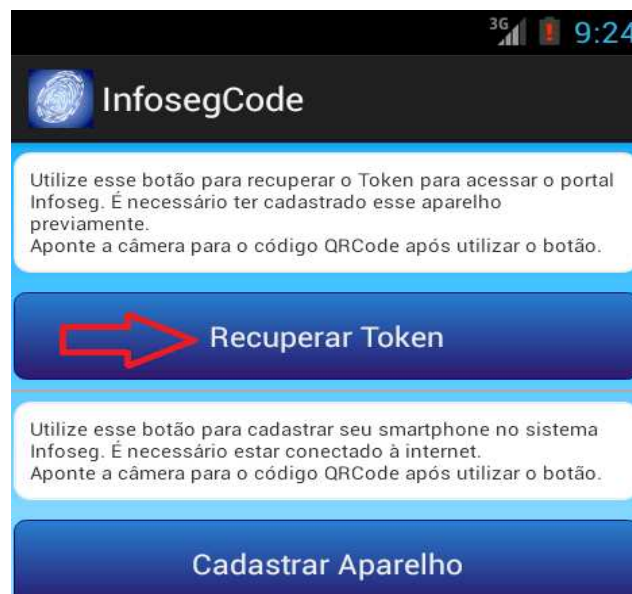 3G 9:24
InfosegCode
Utilize esse botão para recuperar o Token para acessar o portal
Infoseg. É necessário ter cadastrado esse aparelho
previamente.
Aponte a câmera para o código QRCode após utilizar o botão.
Recuperar Token
Utilize esse botão para cadastrar seu smartphone no sistema
Infoseg. É necessário estar conectado à internet.
Aponte a câmera para o código QRCode após utilizar o botão.
Cadastrar Aparelho